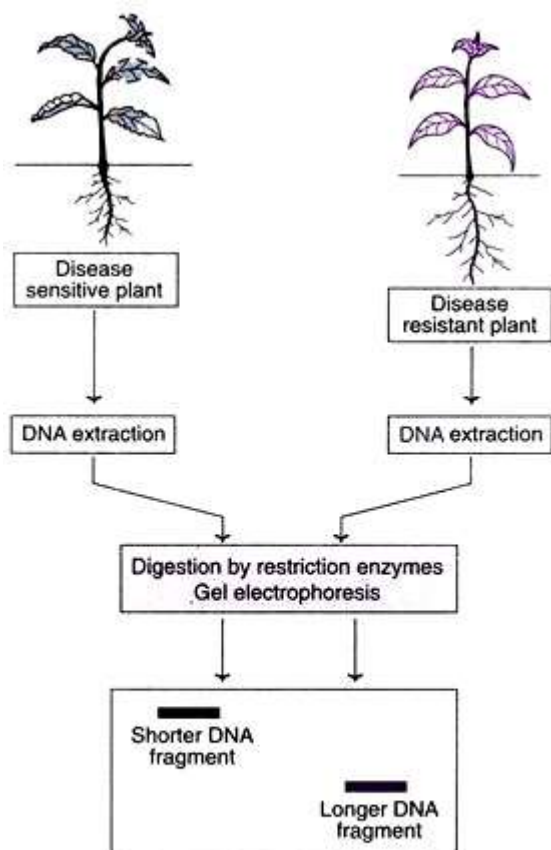 Disease
sensitive plant
Disease
resistant plant
DNA extraction
DNA extraction
Digestion by restriction enzymes
Gel electrophoresis
Shorter DNA
fragment
Longer DNA
fragment